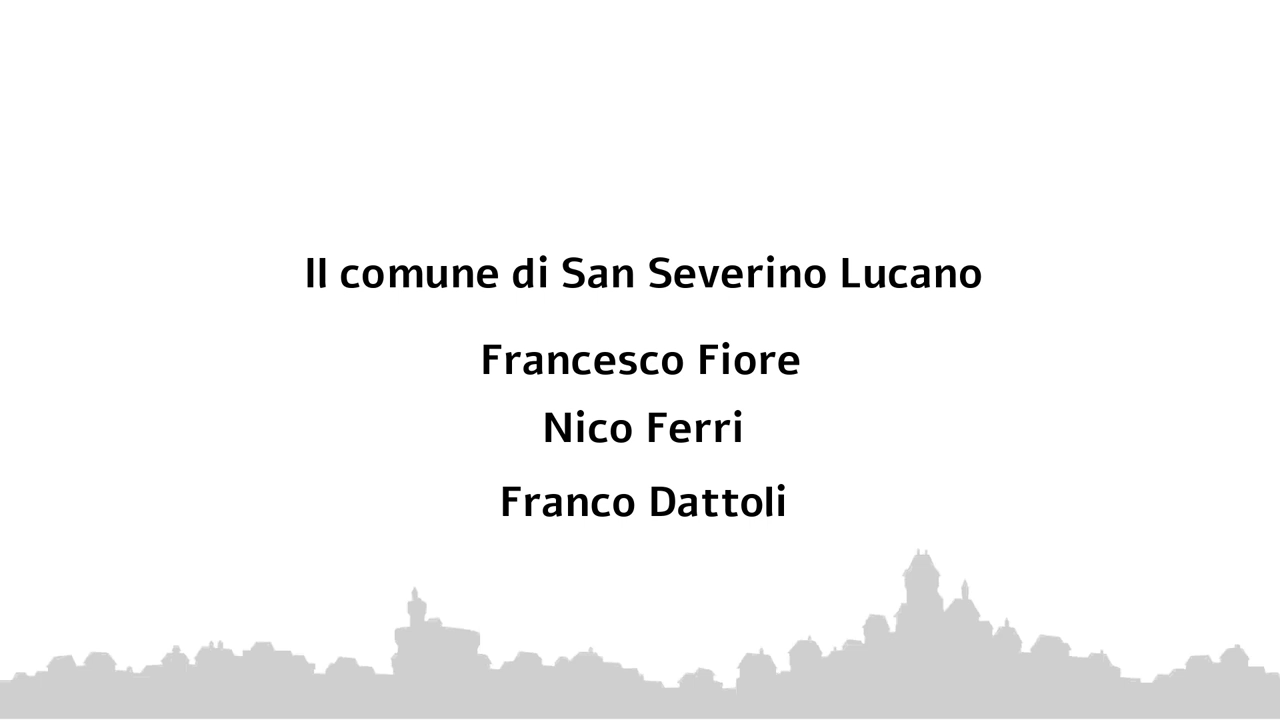 Il comune di San Severino Lucano
Francesco Fiore
Nico Ferri
Franco Dattoli